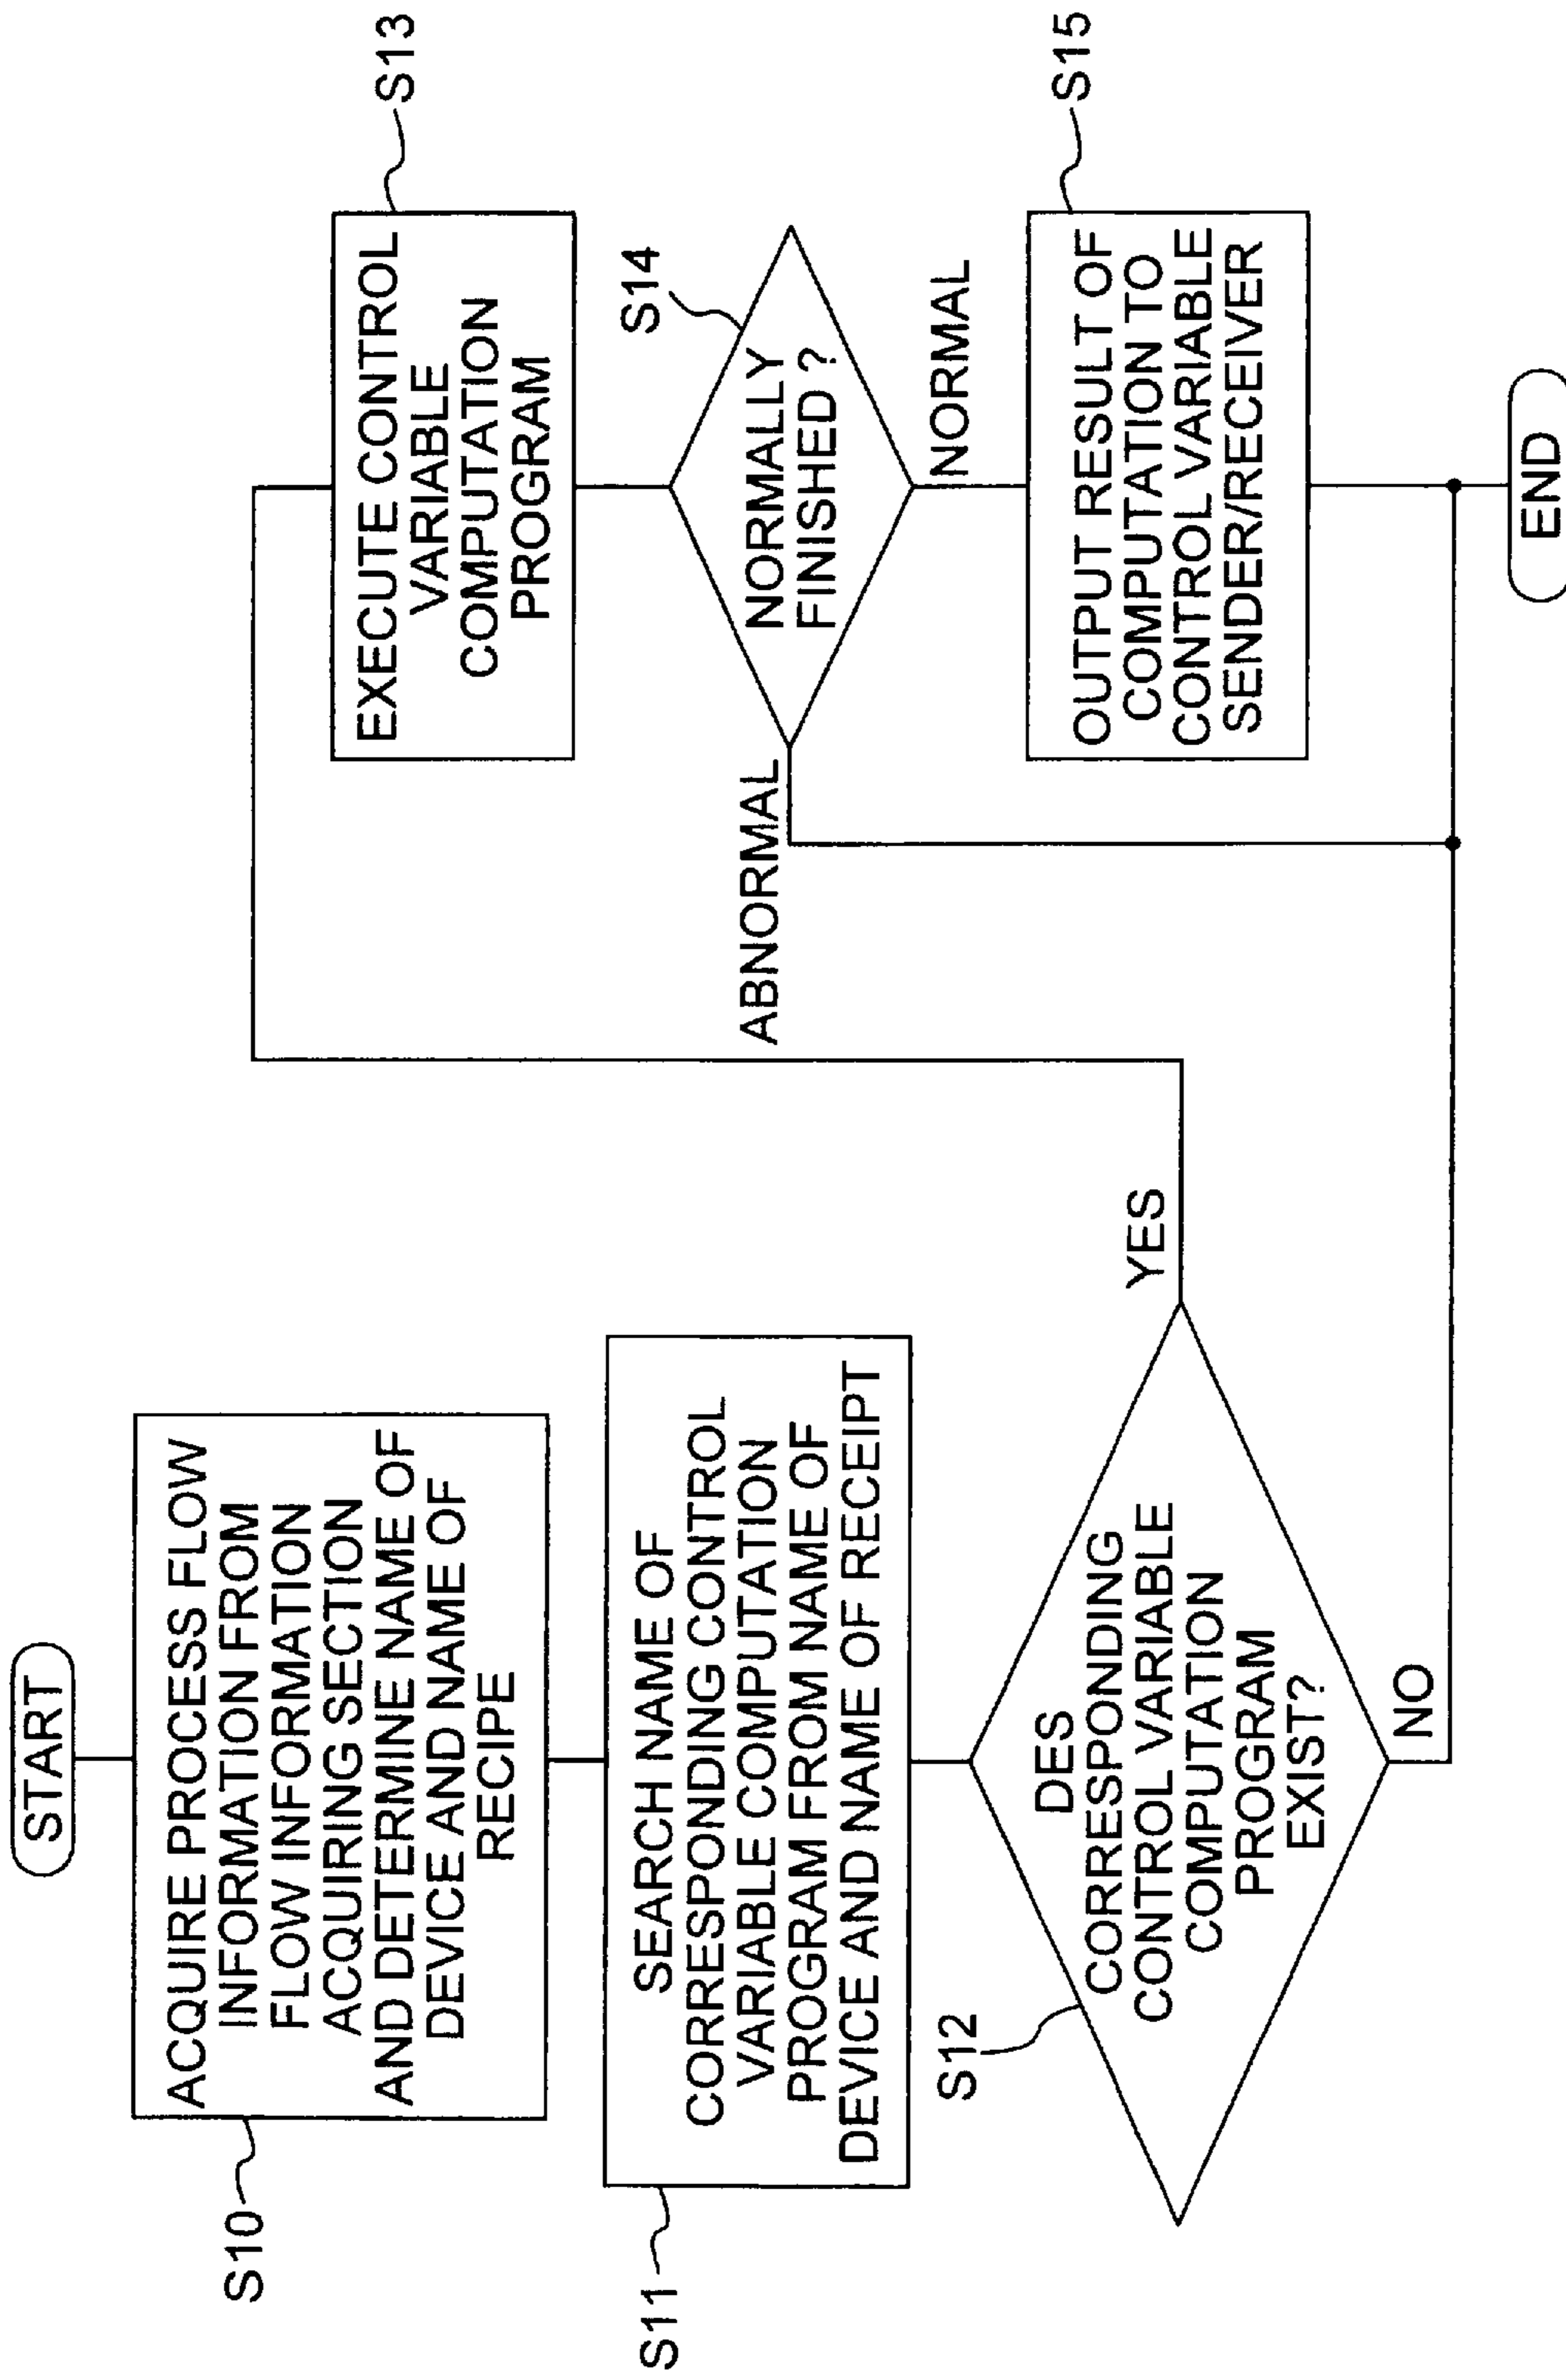 START
S10
ACQUIRE PROCESS FLOW
INFORMATION FROM
FLOW INFORMATION
ACQUIRING SECTION
AND DETERMINE NAME OF
DEVICE AND NAME OF
RECIPE
S11
SEARCH NAME OF
CORRESPONDING CONTROL
VARIABLE COMPUTATION
PROGRAM FROM NAME OF
DEVICE AND NAME OF RECEIPT
S12
DES
CORRESPONDING
CONTROL VARIABLE
COMPUTATION
PROGRAM
EXIST?
YES
NO
S13
EXECUTE CONTROL
VARIABLE
COMPUTATION
PROGRAM
S14
NORMALLY
FINISHED ?
ABNORMAL
NORMAL
S15
OUTPUT RESULT OF
COMPUTATION TO
CONTROL VARIABLE
SENDER/RECEIVER
END